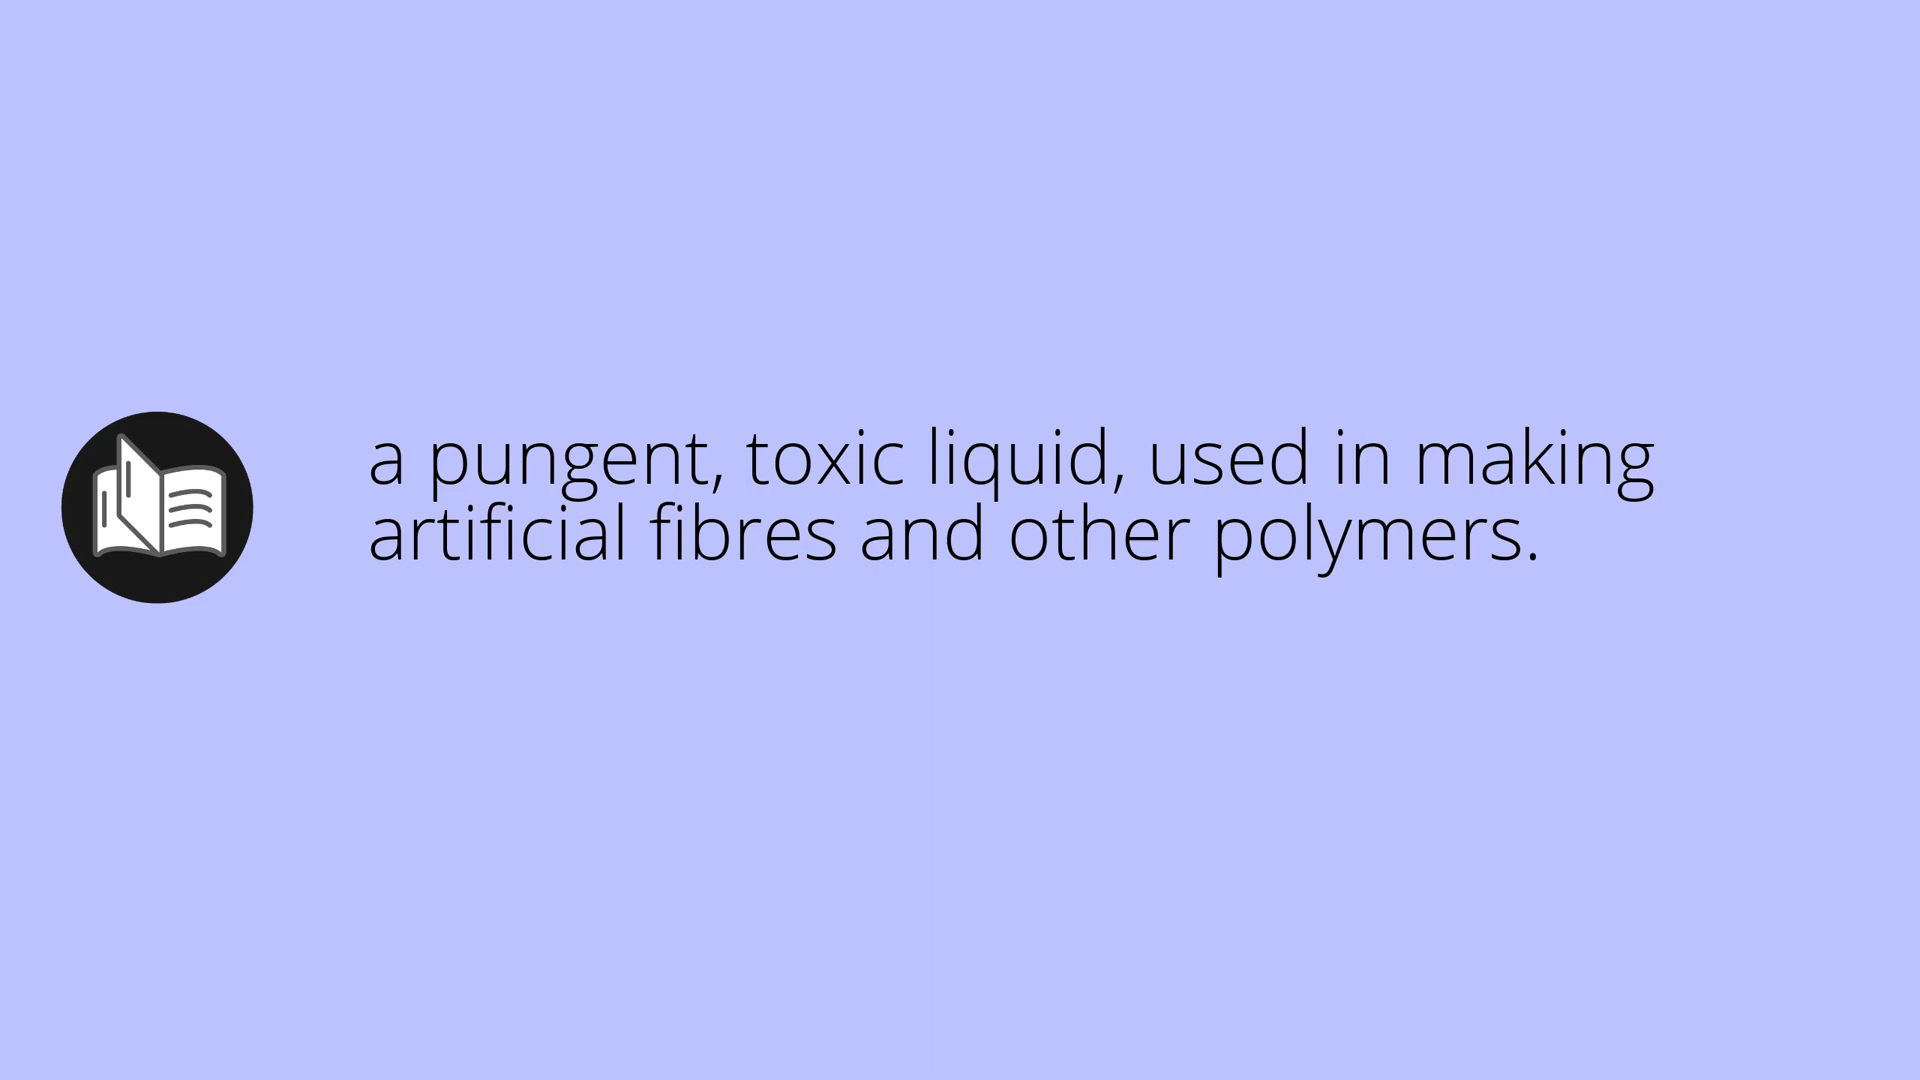 a pungent, toxic liquid, used in making
artificial fibres and other polymers.